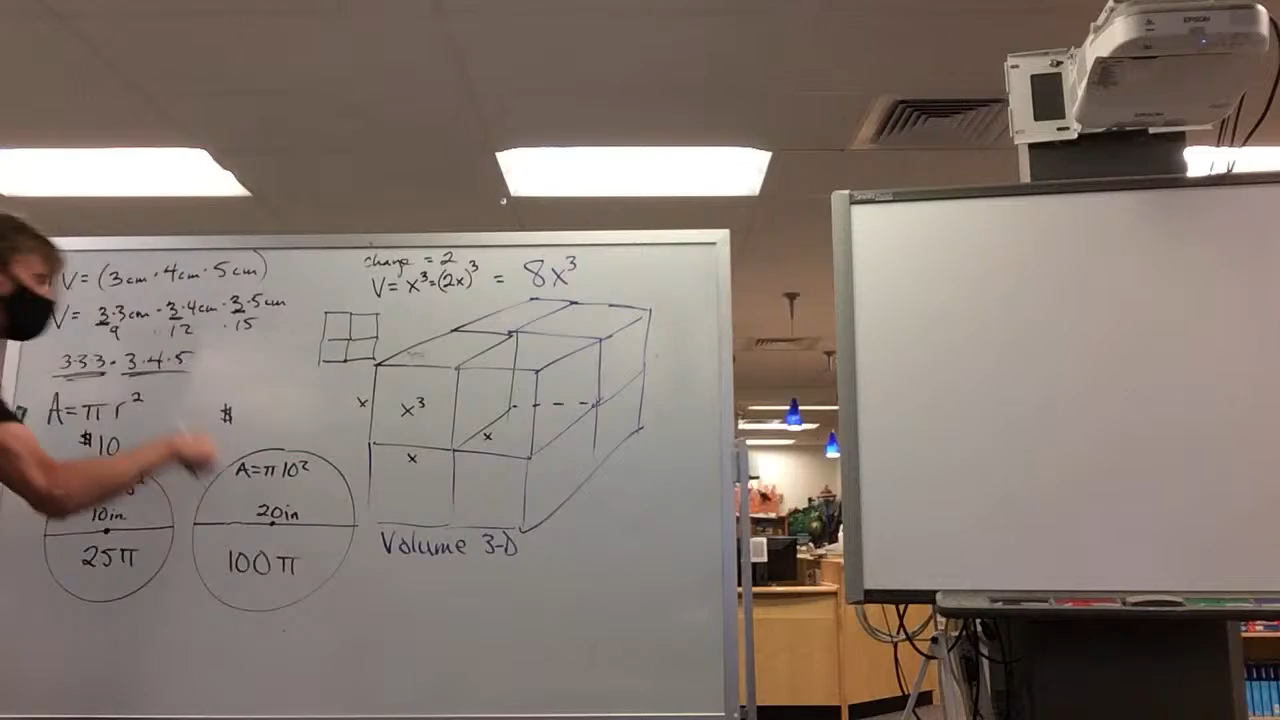 V = (3cm · 4cm · 5cm)
V = 3·3cm · 3·4cm · 3·5cm
9 · 12 · 15
3·3·3 · 3·4·5
A = π r²
$10
$
10in
25π
A = π 10²
20in
100π
change = 2
V = x³ = (2x)³ = 8x³
x
x³
x
x
Volume 3-D
EPSON
EPSON